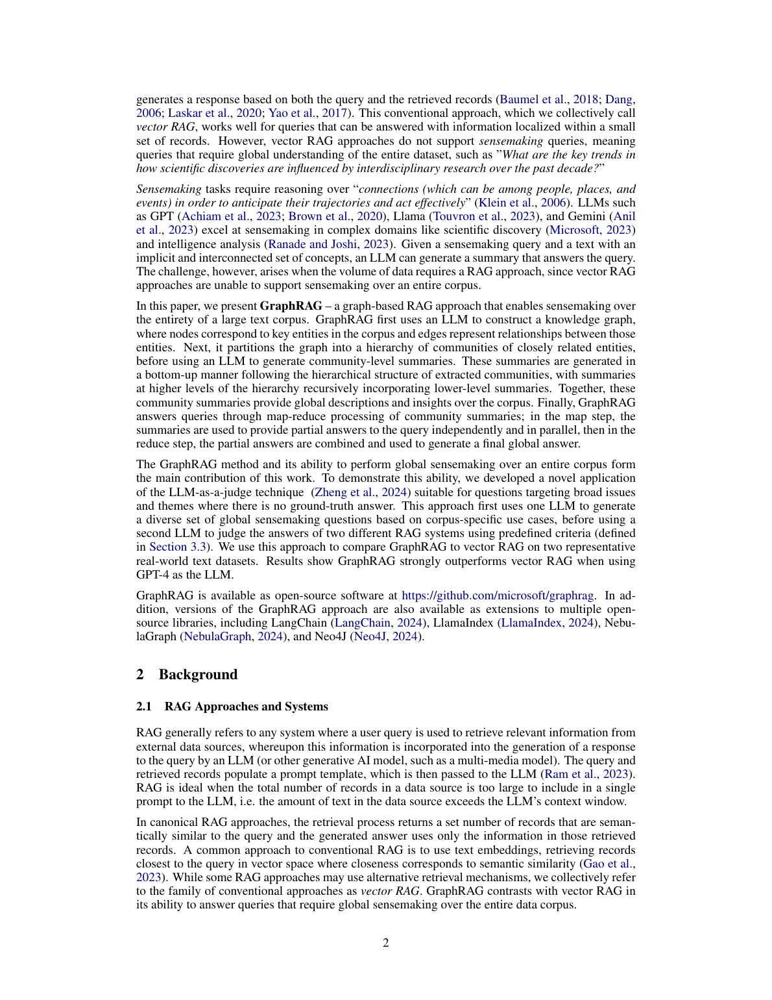 generates a response based on both the query and the retrieved records (Baumel et al., 2018; Dang,
2006; Laskar et al., 2020; Yao et al., 2017). This conventional approach, which we collectively call
vector RAG, works well for queries that can be answered with information localized within a small
set of records. However, vector RAG approaches do not support sensemaking queries, meaning
queries that require global understanding of the entire dataset, such as ”What are the key trends in
how scientific discoveries are influenced by interdisciplinary research over the past decade?”
Sensemaking tasks require reasoning over “connections (which can be among people, places, and
events) in order to anticipate their trajectories and act effectively” (Klein et al., 2006). LLMs such
as GPT (Achiam et al., 2023; Brown et al., 2020), Llama (Touvron et al., 2023), and Gemini (Anil
et al., 2023) excel at sensemaking in complex domains like scientific discovery (Microsoft, 2023)
and intelligence analysis (Ranade and Joshi, 2023). Given a sensemaking query and a text with an
implicit and interconnected set of concepts, an LLM can generate a summary that answers the query.
The challenge, however, arises when the volume of data requires a RAG approach, since vector RAG
approaches are unable to support sensemaking over an entire corpus.
In this paper, we present GraphRAG – a graph-based RAG approach that enables sensemaking over
the entirety of a large text corpus. GraphRAG first uses an LLM to construct a knowledge graph,
where nodes correspond to key entities in the corpus and edges represent relationships between those
entities. Next, it partitions the graph into a hierarchy of communities of closely related entities,
before using an LLM to generate community-level summaries. These summaries are generated in
a bottom-up manner following the hierarchical structure of extracted communities, with summaries
at higher levels of the hierarchy recursively incorporating lower-level summaries. Together, these
community summaries provide global descriptions and insights over the corpus. Finally, GraphRAG
answers queries through map-reduce processing of community summaries; in the map step, the
summaries are used to provide partial answers to the query independently and in parallel, then in the
reduce step, the partial answers are combined and used to generate a final global answer.
The GraphRAG method and its ability to perform global sensemaking over an entire corpus form
the main contribution of this work. To demonstrate this ability, we developed a novel application
of the LLM-as-a-judge technique (Zheng et al., 2024) suitable for questions targeting broad issues
and themes where there is no ground-truth answer. This approach first uses one LLM to generate
a diverse set of global sensemaking questions based on corpus-specific use cases, before using a
second LLM to judge the answers of two different RAG systems using predefined criteria (defined
in Section 3.3). We use this approach to compare GraphRAG to vector RAG on two representative
real-world text datasets. Results show GraphRAG strongly outperforms vector RAG when using
GPT-4 as the LLM.
GraphRAG is available as open-source software at https://github.com/microsoft/graphrag. In ad-
dition, versions of the GraphRAG approach are also available as extensions to multiple open-
source libraries, including LangChain (LangChain, 2024), LlamaIndex (LlamaIndex, 2024), Nebu-
laGraph (NebulaGraph, 2024), and Neo4J (Neo4J, 2024).
2 Background
2.1 RAG Approaches and Systems
RAG generally refers to any system where a user query is used to retrieve relevant information from
external data sources, whereupon this information is incorporated into the generation of a response
to the query by an LLM (or other generative AI model, such as a multi-media model). The query and
retrieved records populate a prompt template, which is then passed to the LLM (Ram et al., 2023).
RAG is ideal when the total number of records in a data source is too large to include in a single
prompt to the LLM, i.e. the amount of text in the data source exceeds the LLM’s context window.
In canonical RAG approaches, the retrieval process returns a set number of records that are seman-
tically similar to the query and the generated answer uses only the information in those retrieved
records. A common approach to conventional RAG is to use text embeddings, retrieving records
closest to the query in vector space where closeness corresponds to semantic similarity (Gao et al.,
2023). While some RAG approaches may use alternative retrieval mechanisms, we collectively refer
to the family of conventional approaches as vector RAG. GraphRAG contrasts with vector RAG in
its ability to answer queries that require global sensemaking over the entire data corpus.
2